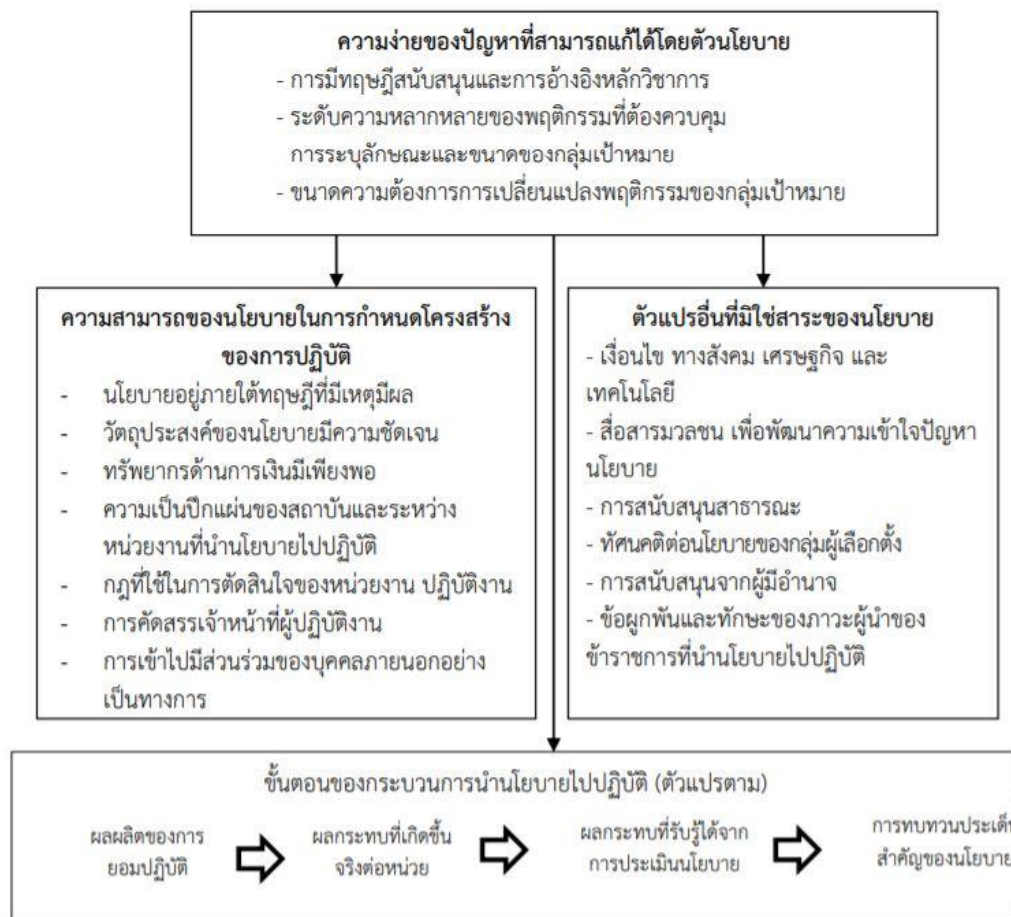 ความง่ายของปัญหาที่สามารถแก้ได้โดยตัวนโยบาย
- การมีทฤษฎีสนับสนุนและการอ้างอิงหลักวิชาการ
- ระดับความหลากหลายของพฤติกรรมที่ต้องควบคุม
การระบุลักษณะและขนาดของกลุ่มเป้าหมาย
- ขนาดความต้องการการเปลี่ยนแปลงพฤติกรรมของกลุ่มเป้าหมาย
ความสามารถของนโยบายในการกำหนดโครงสร้าง
ของการปฏิบัติ
- นโยบายอยู่ภายใต้ทฤษฎีที่มีเหตุมีผล
- วัตถุประสงค์ของนโยบายมีความชัดเจน
- ทรัพยากรด้านการเงินมีเพียงพอ
- ความเป็นปึกแผ่นของสถาบันและระหว่าง
หน่วยงานที่นำนโยบายไปปฏิบัติ
- กฎที่ใช้ในการตัดสินใจของหน่วยงาน ปฏิบัติงาน
- การคัดสรรเจ้าหน้าที่ผู้ปฏิบัติงาน
- การเข้าไปมีส่วนร่วมของบุคคลภายนอกอย่าง
เป็นทางการ
ตัวแปรอื่นที่มิใช่สาระของนโยบาย
- เงื่อนไข ทางสังคม เศรษฐกิจ และ
เทคโนโลยี
- สื่อสารมวลชน เพื่อพัฒนาความเข้าใจปัญหา
นโยบาย
- การสนับสนุนสาธารณะ
- ทัศนคติต่อนโยบายของกลุ่มผู้เลือกตั้ง
- การสนับสนุนจากผู้มีอำนาจ
- ข้อผูกพันและทักษะของภาวะผู้นำของ
ข้าราชการที่นำนโยบายไปปฏิบัติ
ขั้นตอนของกระบวนการนำนโยบายไปปฏิบัติ (ตัวแปรตาม)
ผลผลิตของการ
ยอมปฏิบัติ
ผลกระทบที่เกิดขึ้น
จริงต่อหน่วย
ผลกระทบที่รับรู้ได้จาก
การประเมินนโยบาย
การทบทวนประเด็น
สำคัญของนโยบาย